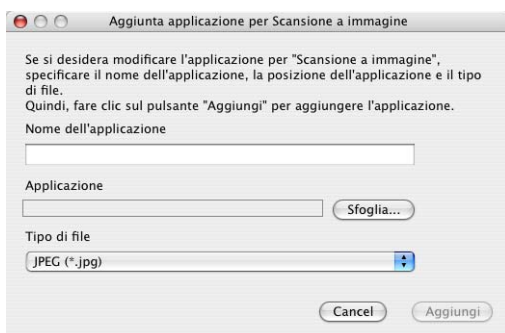 Aggiunta applicazione per Scansione a immagine
Se si desidera modificare l'applicazione per "Scansione a immagine",
specificare il nome dell'applicazione, la posizione dell'applicazione e il tipo
di file.
Quindi, fare clic sul pulsante "Aggiungi" per aggiungere l'applicazione.
Nome dell'applicazione
Applicazione
Sfoglia...
Tipo di file
JPEG (*.jpg)
Cancel Aggiungi